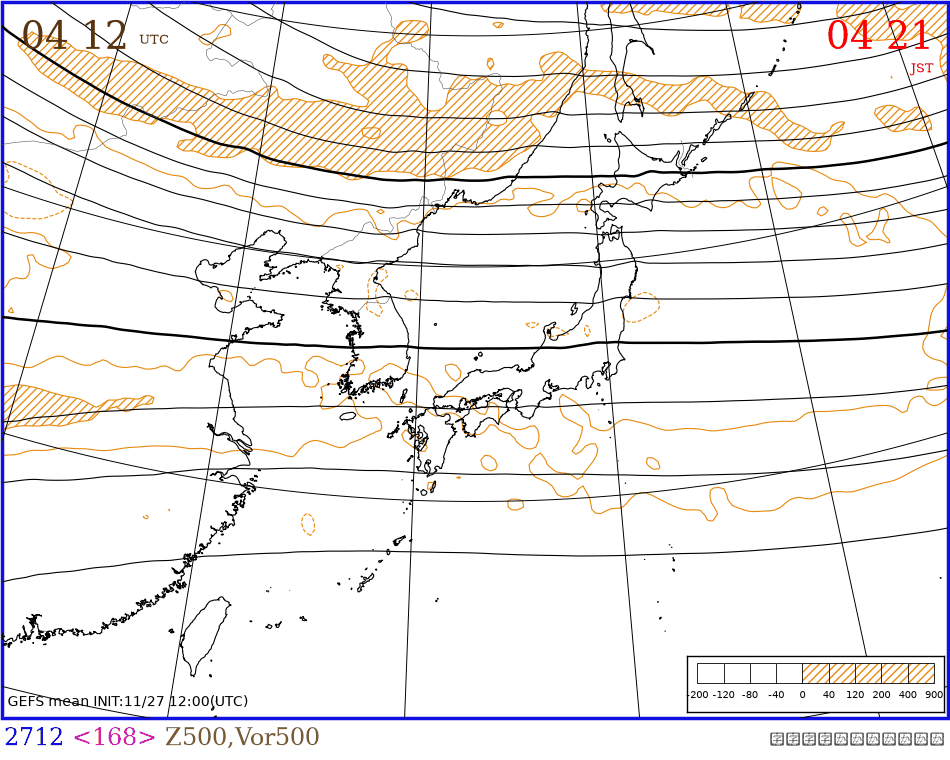 04 12 UTC
04 21
JST
-200 -120 -80 -40 0 40 120 200 400 900
GEFS mean INIT:11/27 12:00(UTC)
2712 <168> Z500,Vor500